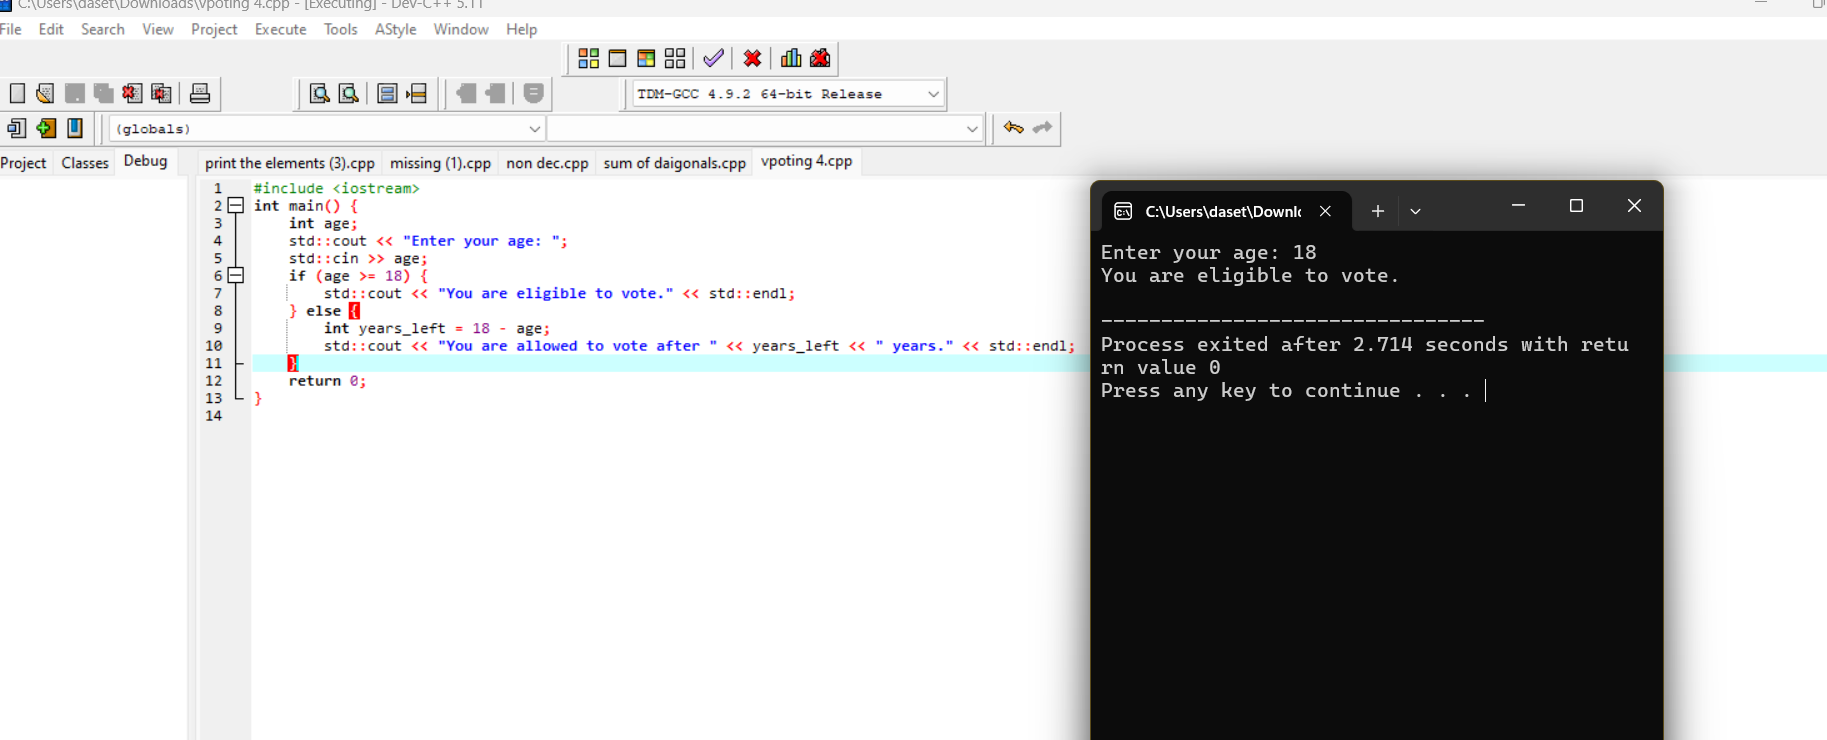 C:\Users\daset\Downloads\vpoting 4.cpp - [Executing] - Dev-C++ 5.11
File Edit Search View Project Execute Tools AStyle Window Help
TDM-GCC 4.9.2 64-bit Release
(globals)
Project Classes Debug
print the elements (3).cpp missing (1).cpp non dec.cpp sum of daigonals.cpp vpoting 4.cpp
1 #include <iostream>
2 int main() {
3 int age;
4 std::cout << "Enter your age: ";
5 std::cin >> age;
6 if (age >= 18) {
7 std::cout << "You are eligible to vote." << std::endl;
8 } else {
9 int years_left = 18 - age;
10 std::cout << "You are allowed to vote after " << years_left << " years." << std::endl;
11 }
12 return 0;
13 }
14
C:\Users\daset\Downl
Enter your age: 18
You are eligible to vote.
--------------------------------
Process exited after 2.714 seconds with retu
rn value 0
Press any key to continue . . .